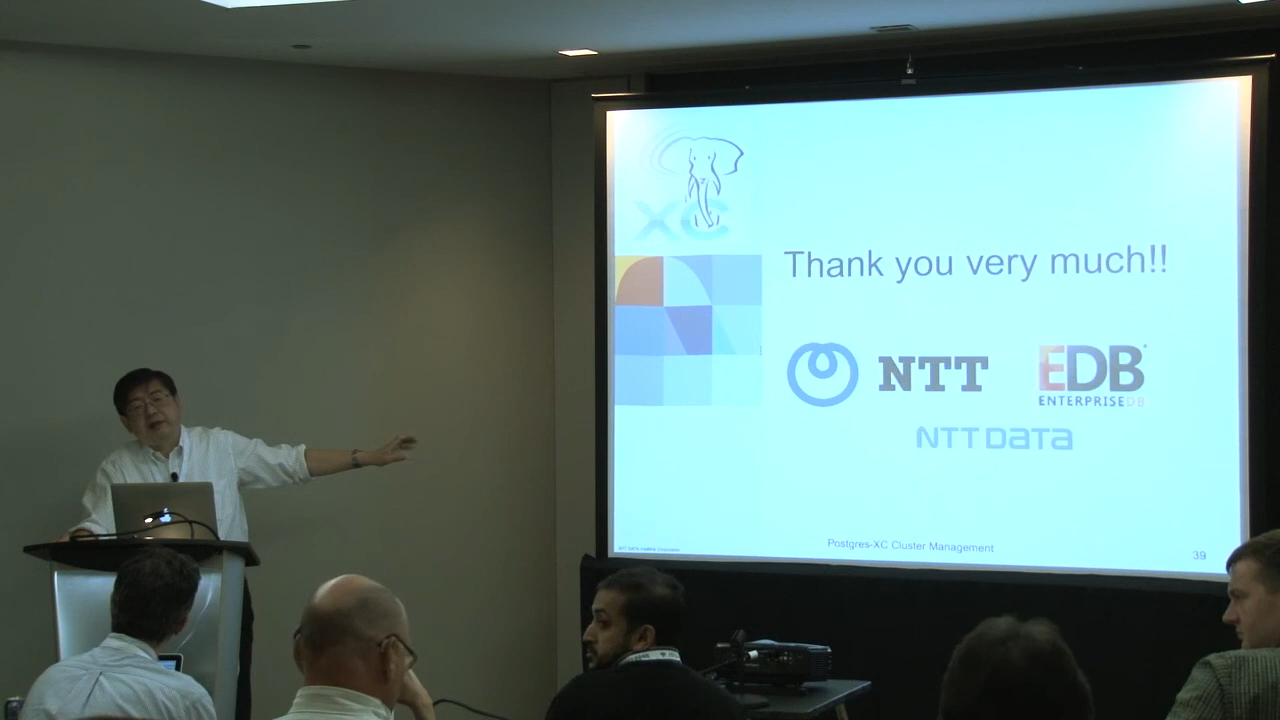 XC
Thank you very much!!
NTT
EDB
ENTERPRISEDB
NTT DATA
Postgres-XC Cluster Management
39